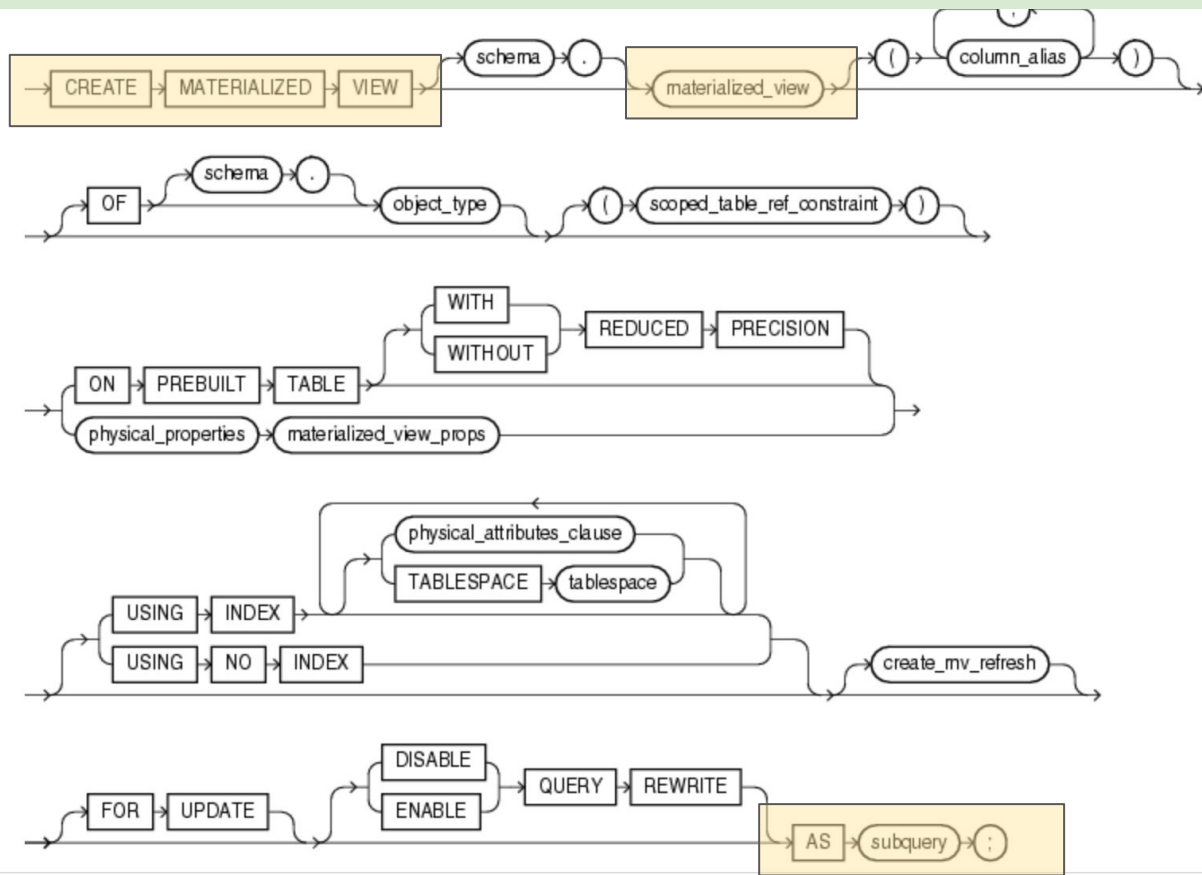 ,
CREATE MATERIALIZED VIEW schema . materialized_view ( column_alias )
OF schema . object_type ( scoped_table_ref_constraint )
WITH
WITHOUT REDUCED PRECISION
ON PREBUILT TABLE
physical_properties materialized_view_props
physical_attributes_clause
TABLESPACE tablespace
USING INDEX
USING NO INDEX
create_mv_refresh
DISABLE
ENABLE QUERY REWRITE
FOR UPDATE
AS subquery ;